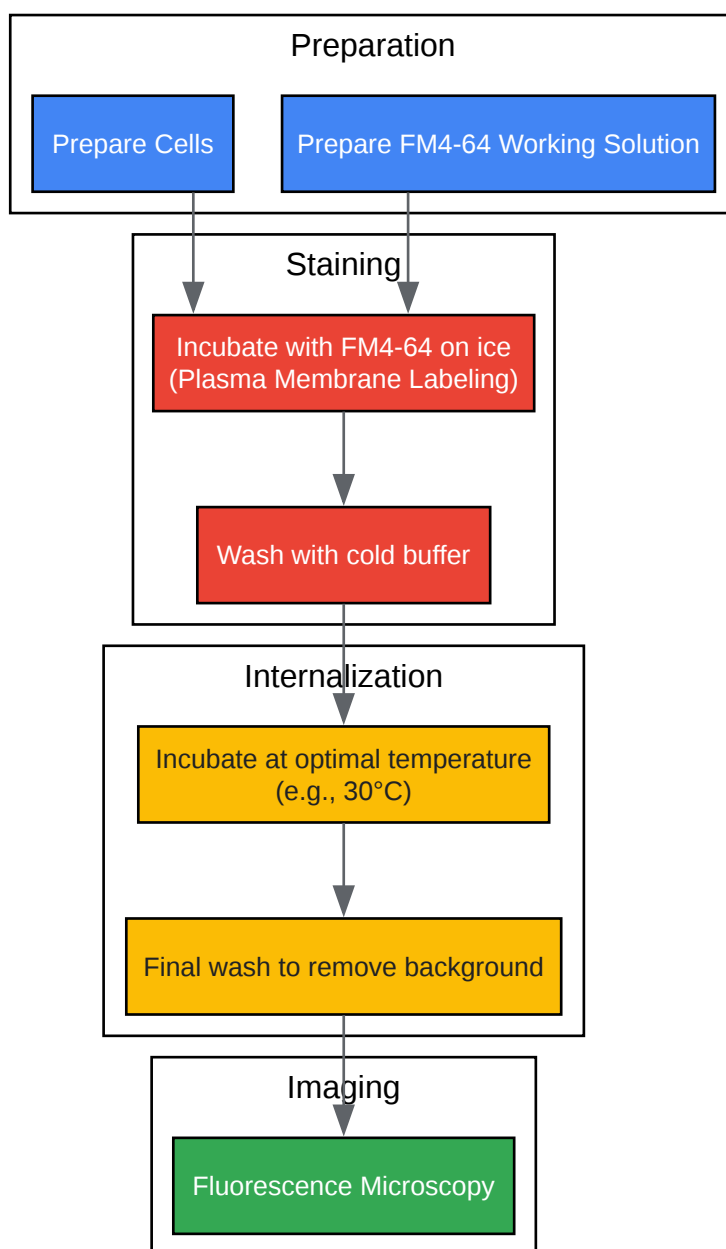 Preparation
Prepare Cells
Prepare FM4-64 Working Solution
Staining
Incubate with FM4-64 on ice
(Plasma Membrane Labeling)
Wash with cold buffer
Internalization
Incubate at optimal temperature
(e.g., 30°C)
Final wash to remove background
Imaging
Fluorescence Microscopy